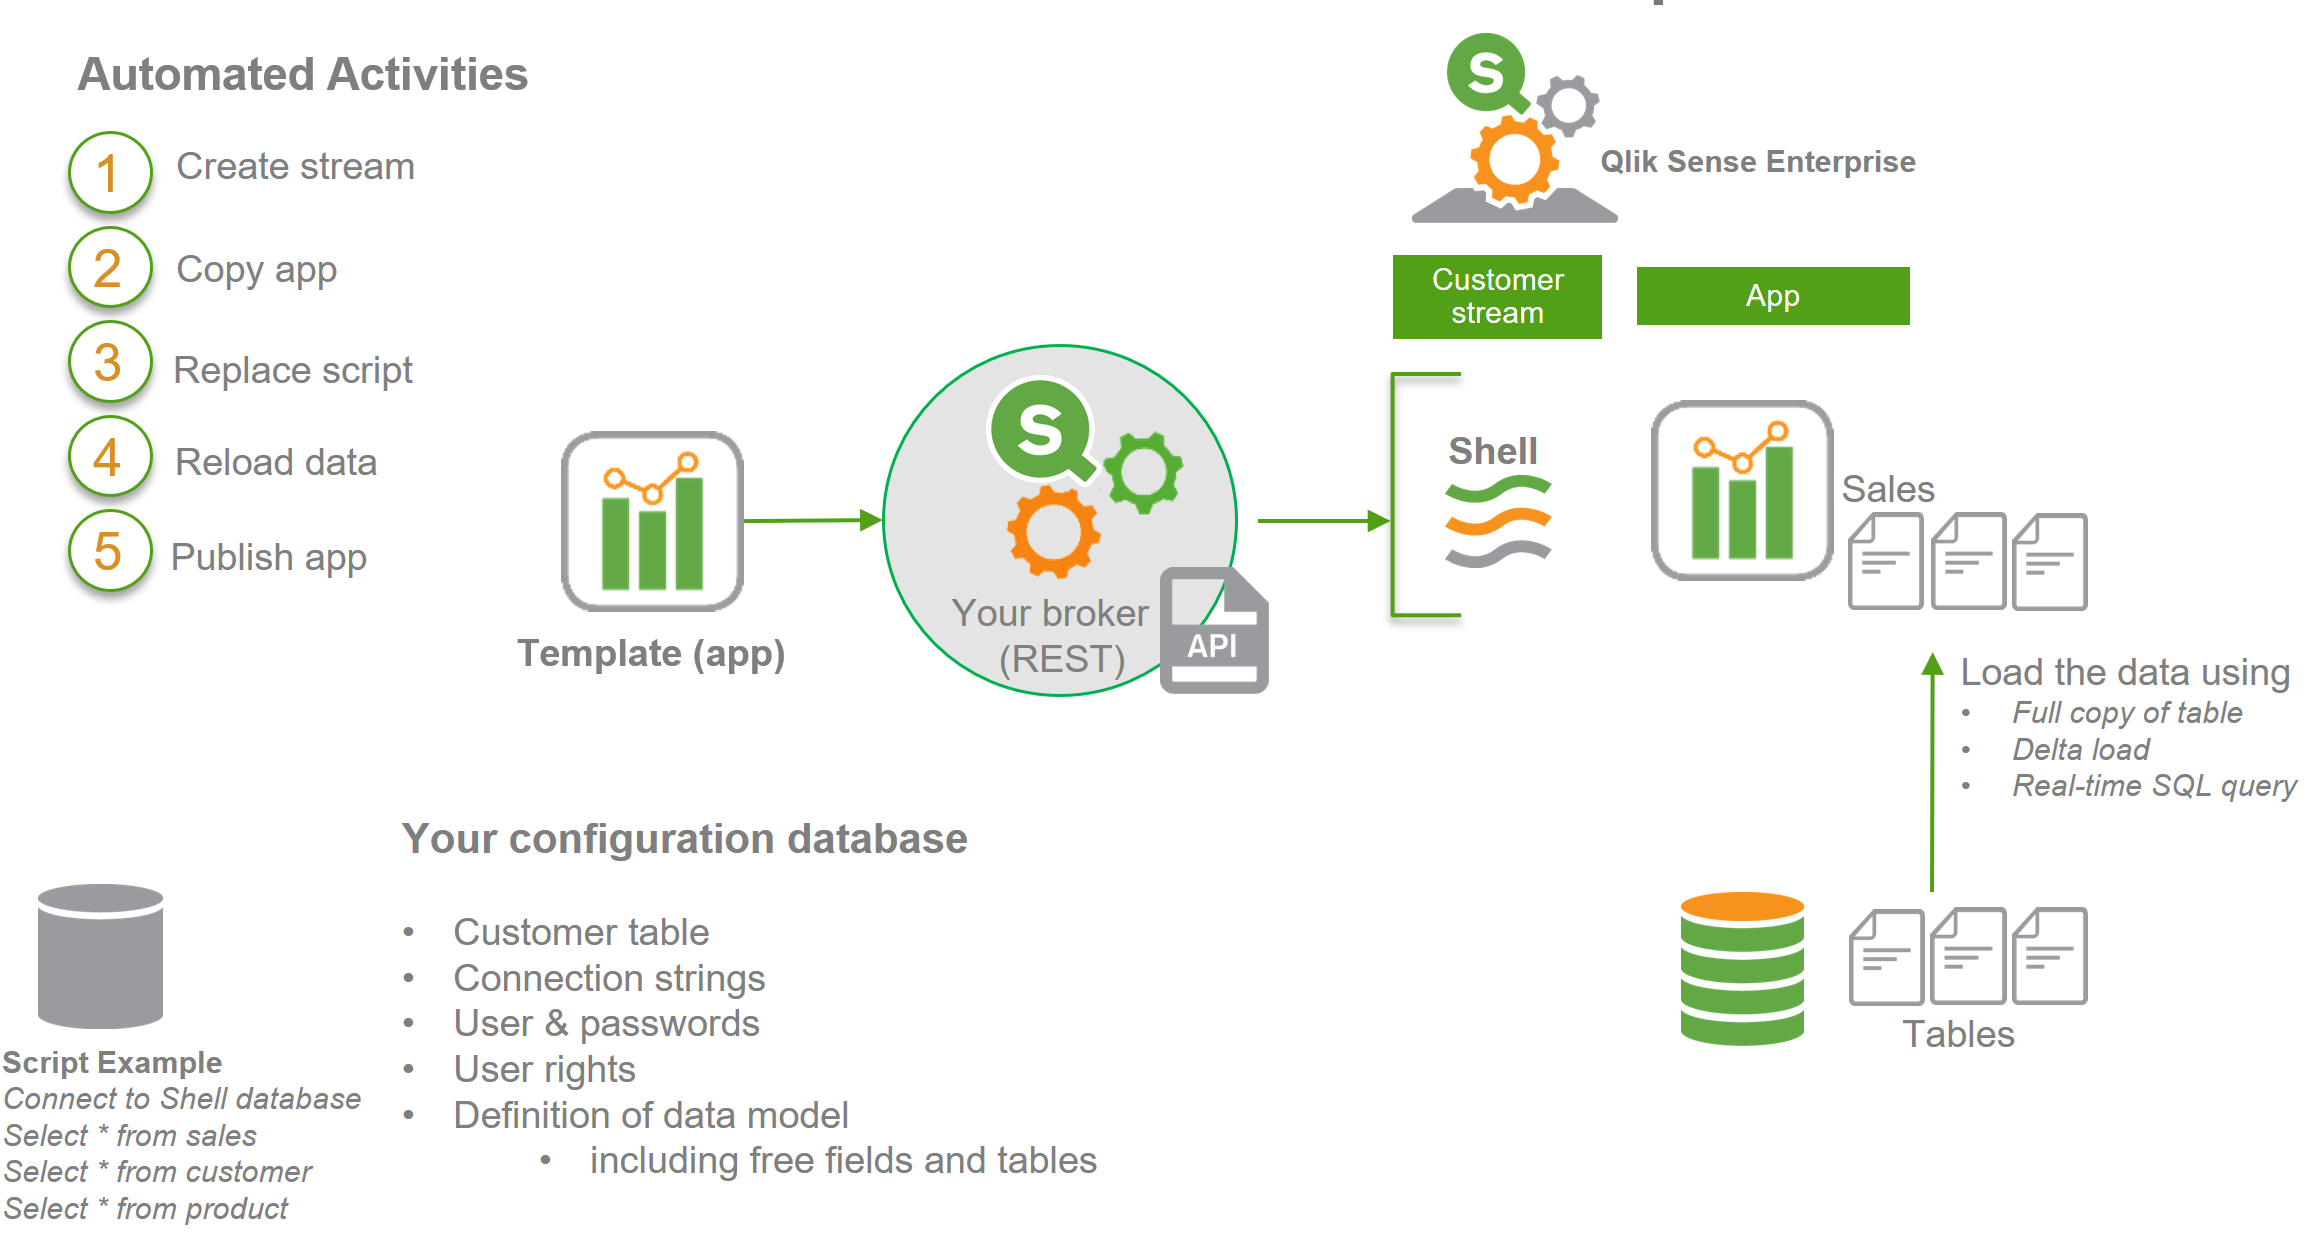 Automated Activities
1 Create stream
2 Copy app
3 Replace script
4 Reload data
5 Publish app
Template (app)
S
Your broker
(REST)
API
S
Qlik Sense Enterprise
Customer
stream
App
Shell
Sales
Load the data using
• Full copy of table
• Delta load
• Real-time SQL query
Tables
Your configuration database
• Customer table
• Connection strings
• User & passwords
• User rights
• Definition of data model
• including free fields and tables
Script Example
Connect to Shell database
Select * from sales
Select * from customer
Select * from product